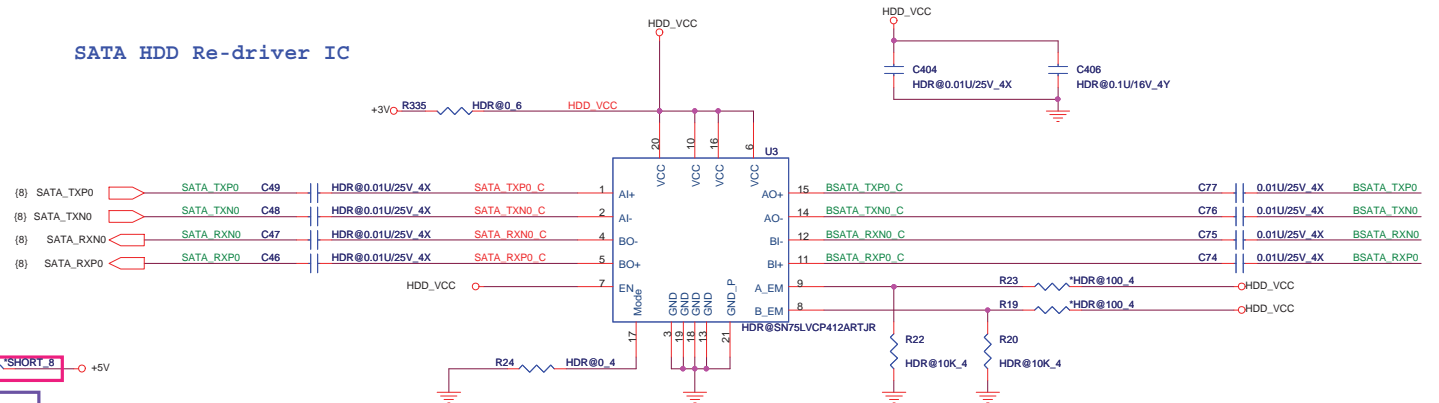 SATA HDD Re-driver IC
HDD_VCC
HDD_VCC
C404
HDR@0.01U/25V_4X
C406
HDR@0.1U/16V_4Y
+3V R335 HDR@0_6 HDD_VCC
20 10 16 6
VCC VCC VCC VCC
U3
{8} SATA_TXP0 SATA_TXP0 C49 HDR@0.01U/25V_4X SATA_TXP0_C 1 AI+ AO+ 15 BSATA_TXP0_C C77 0.01U/25V_4X BSATA_TXP0
{8} SATA_TXN0 SATA_TXN0 C48 HDR@0.01U/25V_4X SATA_TXN0_C 2 AI- AO- 14 BSATA_TXN0_C C76 0.01U/25V_4X BSATA_TXN0
{8} SATA_RXN0 SATA_RXN0 C47 HDR@0.01U/25V_4X SATA_RXN0_C 4 BO- BI- 12 BSATA_RXN0_C C75 0.01U/25V_4X BSATA_RXN0
{8} SATA_RXP0 SATA_RXP0 C46 HDR@0.01U/25V_4X SATA_RXP0_C 5 BO+ BI+ 11 BSATA_RXP0_C C74 0.01U/25V_4X BSATA_RXP0
HDD_VCC 7 EN A_EM 9 R23 *HDR@100_4 HDD_VCC
B_EM 8 R19 *HDR@100_4 HDD_VCC
Mode GND GND GND GND GND_P
HDR@SN75LVCP412ARTJR
17 3 19 18 13 21
R22
HDR@10K_4
R20
HDR@10K_4
R24 HDR@0_4
*SHORT_8 +5V